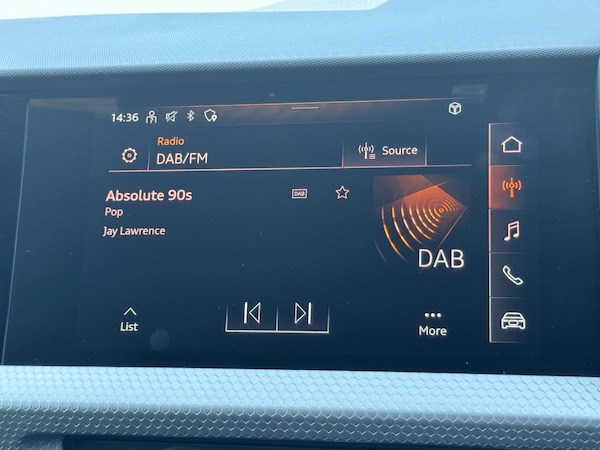 14:36
Radio
DAB/FM
Source
Absolute 90s
DAB
Pop
Jay Lawrence
DAB
List
More